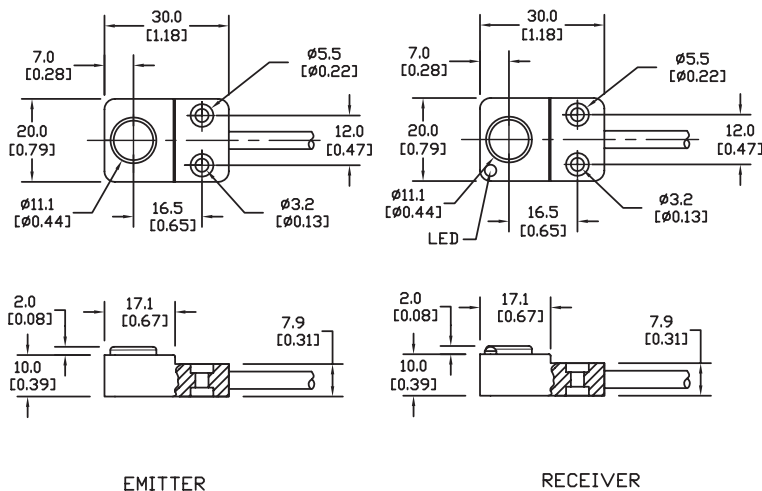 30.0
[1.18]
7.0
[0.28]
ø5.5
[ø0.22]
20.0
[0.79]
12.0
[0.47]
ø11.1
[ø0.44]
16.5
[0.65]
ø3.2
[ø0.13]
30.0
[1.18]
7.0
[0.28]
ø5.5
[ø0.22]
20.0
[0.79]
12.0
[0.47]
ø11.1
[ø0.44]
16.5
[0.65]
ø3.2
[ø0.13]
LED
2.0
[0.08]
17.1
[0.67]
7.9
[0.31]
10.0
[0.39]
2.0
[0.08]
17.1
[0.67]
7.9
[0.31]
10.0
[0.39]
EMITTER
RECEIVER